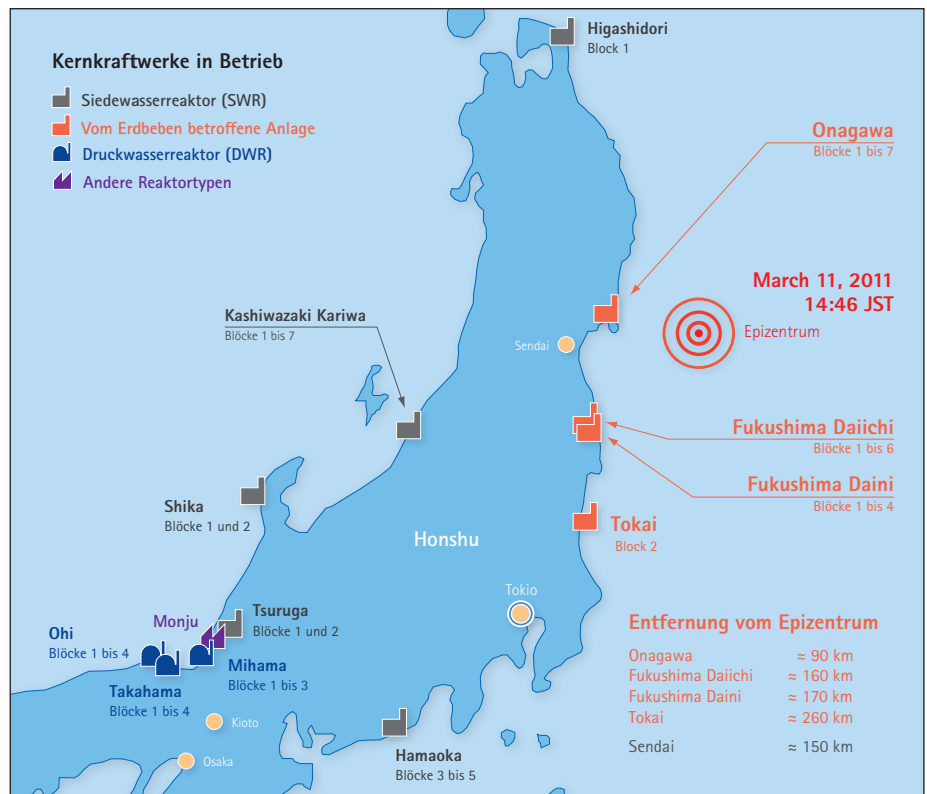 Higashidori
Block 1
Kernkraftwerke in Betrieb
Siedewasserreaktor (SWR)
Vom Erdbeben betroffene Anlage
Druckwasserreaktor (DWR)
Andere Reaktortypen
Onagawa
Blöcke 1 bis 7
March 11, 2011
14:46 JST
Epizentrum
Kashiwazaki Kariwa
Blöcke 1 bis 7
Sendai
Fukushima Daiichi
Blöcke 1 bis 6
Fukushima Daini
Blöcke 1 bis 4
Shika
Blöcke 1 und 2
Tokai
Block 2
Honshu
Tokio
Tsuruga
Blöcke 1 und 2
Monju
Ohi
Blöcke 1 bis 4
Mihama
Blöcke 1 bis 3
Takahama
Blöcke 1 bis 4
Kioto
Osaka
Hamaoka
Blöcke 3 bis 5
Entfernung vom Epizentrum
Onagawa ≈ 90 km
Fukushima Daiichi ≈ 160 km
Fukushima Daini ≈ 170 km
Tokai ≈ 260 km
Sendai ≈ 150 km